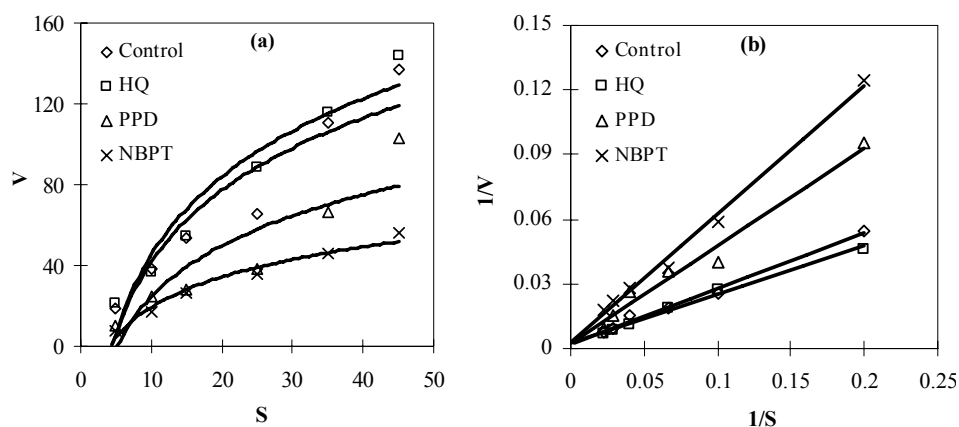 (a)
Control
HQ
PPD
NBPT
V
160
120
80
40
0
0 10 20 30 40 50
S
(b)
Control
HQ
PPD
NBPT
1/V
0.15
0.12
0.09
0.06
0.03
0
0 0.05 0.1 0.15 0.2 0.25
1/S